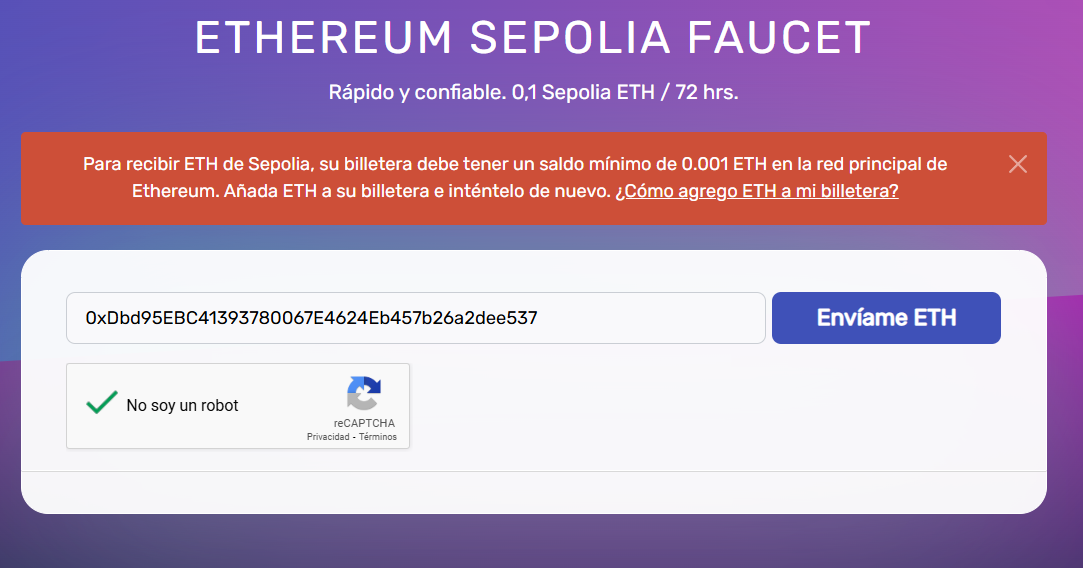 ETHEREUM SEPOLIA FAUCET
Rápido y confiable. 0,1 Sepolia ETH / 72 hrs.
Para recibir ETH de Sepolia, su billetera debe tener un saldo mínimo de 0.001 ETH en la red principal de
Ethereum. Añada ETH a su billetera e inténtelo de nuevo. ¿Cómo agrego ETH a mi billetera?
0xDbd95EBC41393780067E4624Eb457b26a2dee537
Envíame ETH
No soy un robot
reCAPTCHA
Privacidad - Términos